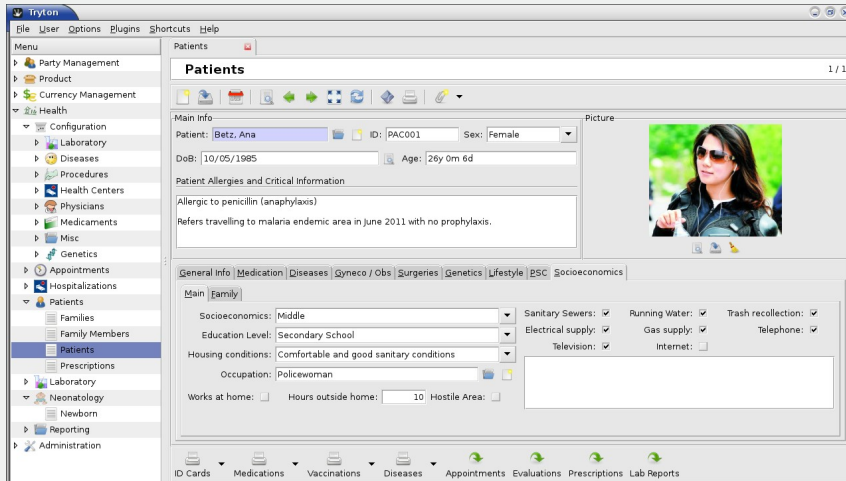 Tryton
File User Options Plugins Shortcuts Help
Menu
Party Management
Product
Currency Management
Health
Configuration
Laboratory
Diseases
Procedures
Health Centers
Physicians
Medicaments
Misc
Genetics
Appointments
Hospitalizations
Patients
Families
Family Members
Patients
Prescriptions
Laboratory
Neonatology
Newborn
Reporting
Administration
Patients
Patients 1 / 1
Main Info
Patient: Betz, Ana ID: PAC001 Sex: Female
DoB: 10/05/1985 Age: 26y 0m 6d
Patient Allergies and Critical Information
Allergic to penicillin (anaphylaxis)
Refers travelling to malaria endemic area in June 2011 with no prophylaxis.
Picture
General Info Medication Diseases Gyneco / Obs Surgeries Genetics Lifestyle PSC Socioeconomics
Main Family
Socioeconomics: Middle
Education Level: Secondary School
Housing conditions: Comfortable and good sanitary conditions
Occupation: Policewoman
Works at home: Hours outside home: 10 Hostile Area:
Sanitary Sewers: Running Water: Trash recollection:
Electrical supply: Gas supply: Telephone:
Television: Internet:
ID Cards Medications Vaccinations Diseases Appointments Evaluations Prescriptions Lab Reports